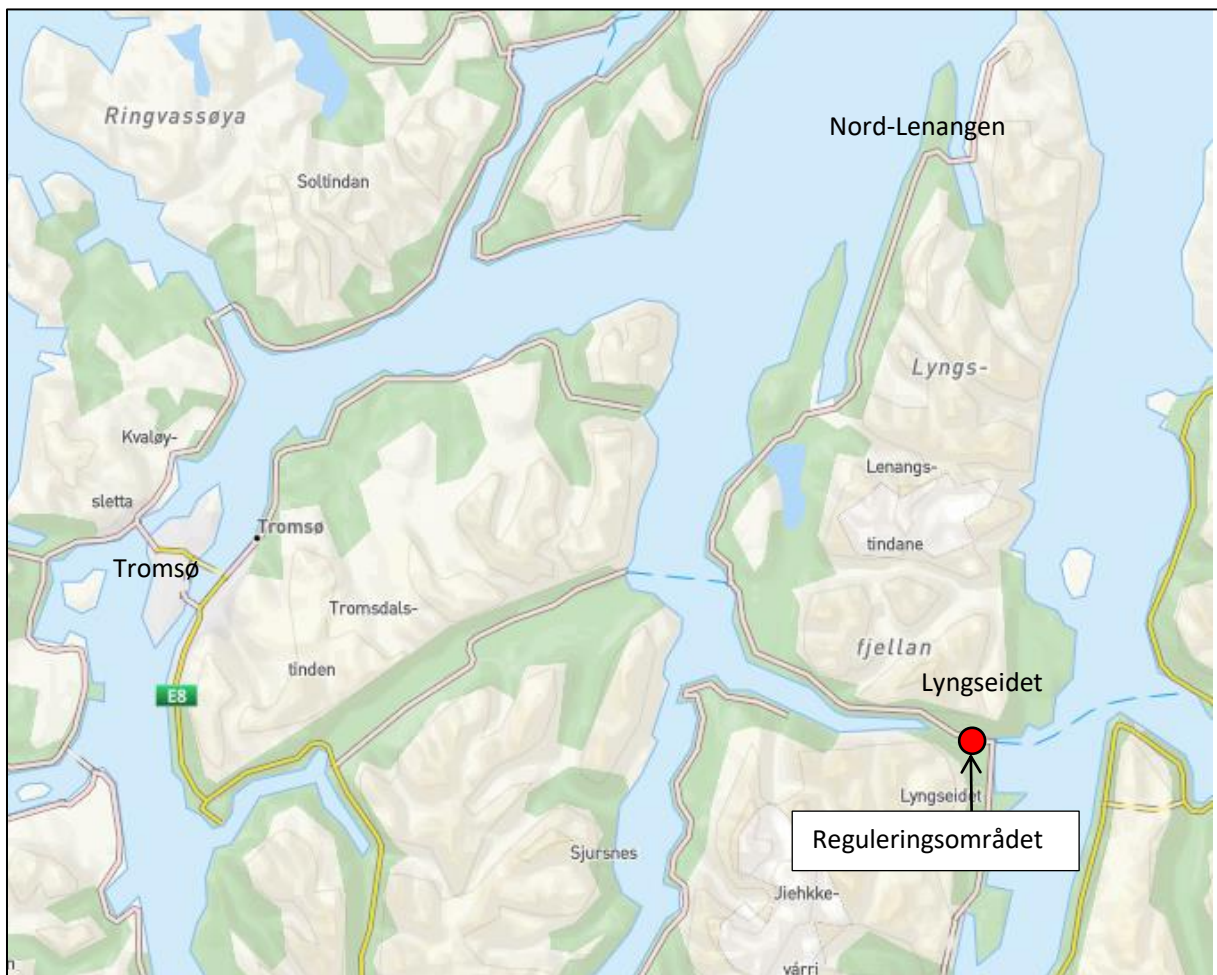 Ringvassøya
Nord-Lenangen
Soltindan
Lyngs-
Kvaløy-
sletta
Lenangs-
tindane
Tromsø
Tromsø
Tromsdals-
tinden
fjellan
Lyngseidet
E8
Lyngseidet
Reguleringsområdet
Sjursnes
Jiehkke-
várri
n